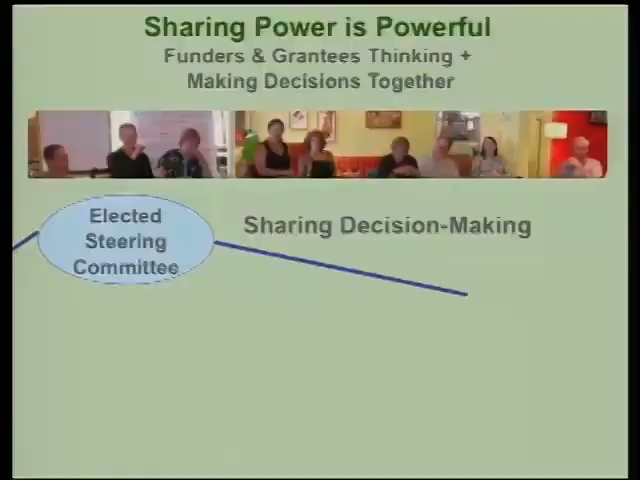 Sharing Power is Powerful
Funders & Grantees Thinking +
Making Decisions Together
Elected
Steering
Committee
Sharing Decision-Making